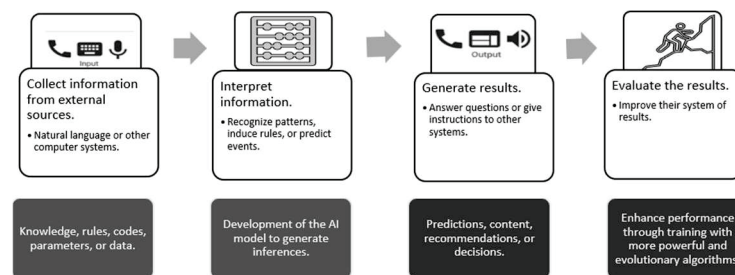 Input
Collect information
from external
sources.
• Natural language or other
computer systems.
Interpret
information.
• Recognize patterns,
induce rules, or predict
events.
Output
Generate results.
• Answer questions or give
instructions to other
systems.
Evaluate the results.
• Improve their system of
results.
Knowledge, rules, codes,
parameters, or data.
Development of the AI
model to generate
inferences.
Predictions, content,
recommendations, or
decisions.
Enhance performance
through training with
more powerful and
evolutionary algorithms